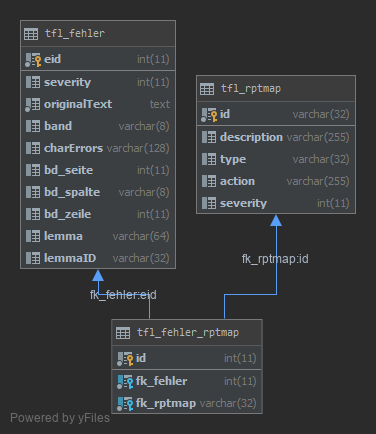 tfl_fehler
eid int(11)
severity int(11)
originalText text
band varchar(8)
charErrors varchar(128)
bd_seite int(11)
bd_spalte varchar(8)
bd_zeile int(11)
lemma varchar(64)
lemmaID varchar(32)
tfl_rptmap
id varchar(32)
description varchar(255)
type varchar(32)
action varchar(255)
severity int(11)
fk_rptmap:id
fk_fehler:eid
tfl_fehler_rptmap
id int(11)
fk_fehler int(11)
fk_rptmap varchar(32)
Powered by yFiles